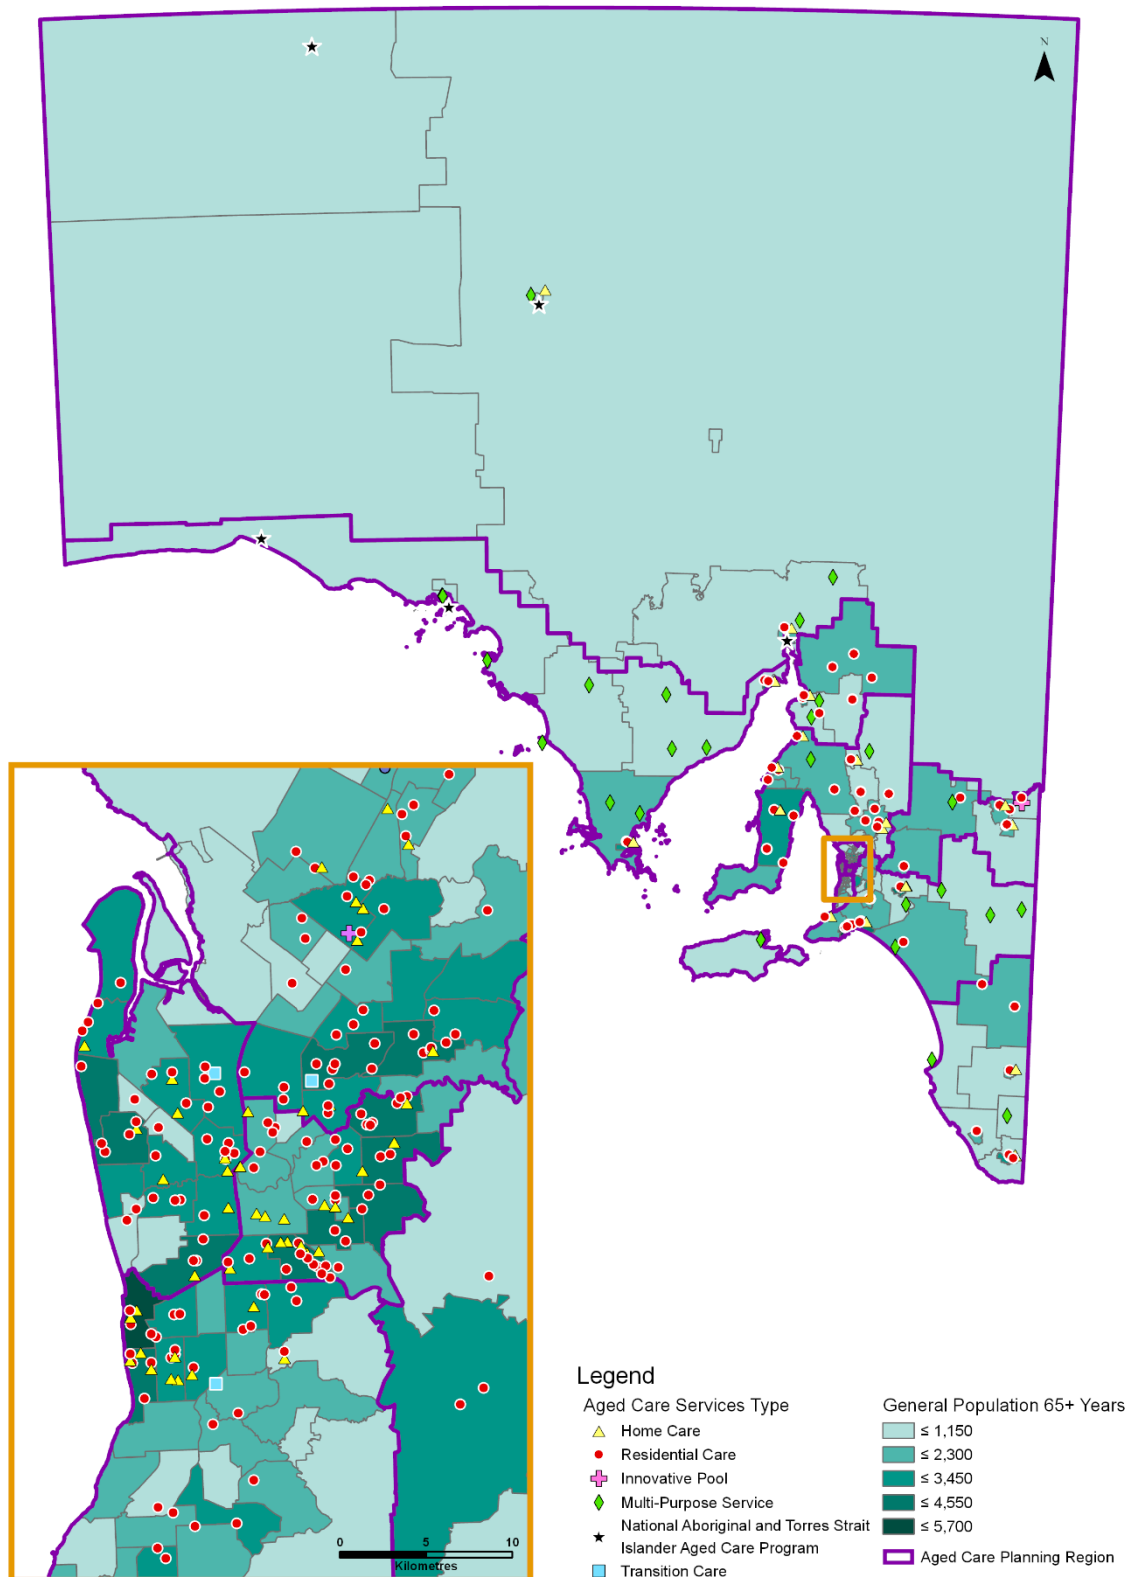 N
0 5 10
Kilometres
Legend
Aged Care Services Type
Home Care
Residential Care
Innovative Pool
Multi-Purpose Service
National Aboriginal and Torres Strait
Islander Aged Care Program
Transition Care
General Population 65+ Years
≤ 1,150
≤ 2,300
≤ 3,450
≤ 4,550
≤ 5,700
Aged Care Planning Region